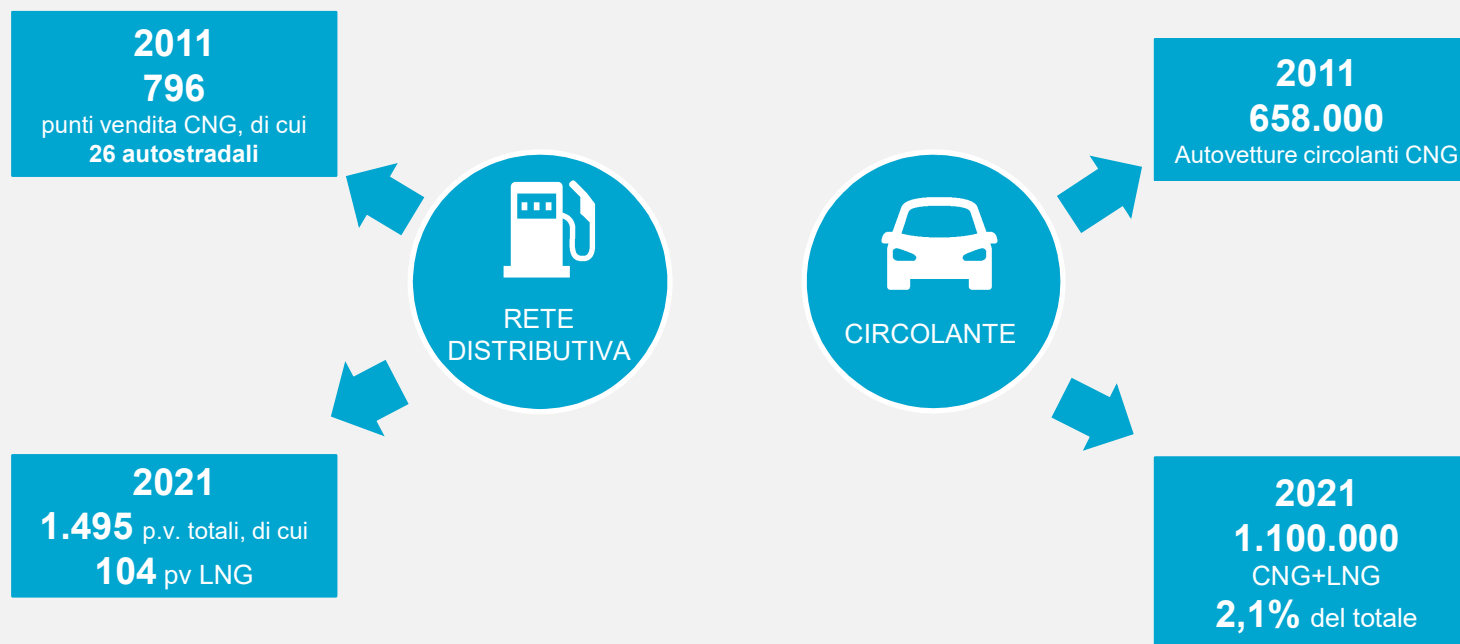 2011
796
punti vendita CNG, di cui
26 autostradali
RETE
DISTRIBUTIVA
2021
1.495 p.v. totali, di cui
104 pv LNG
2011
658.000
Autovetture circolanti CNG
CIRCOLANTE
2021
1.100.000
CNG+LNG
2,1% del totale